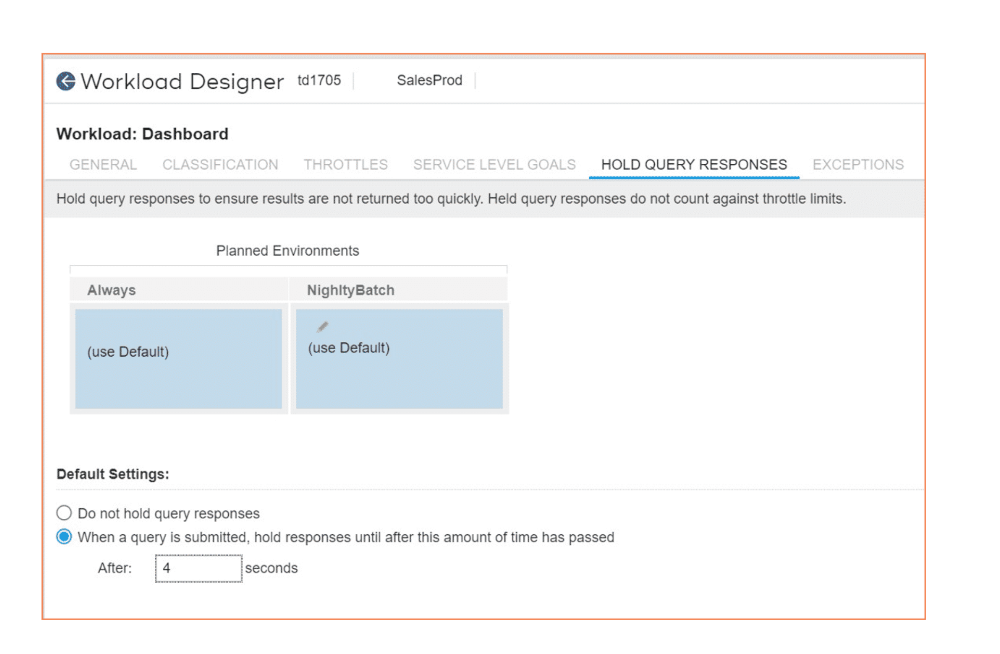 Workload Designer td1705 SalesProd
Workload: Dashboard
GENERAL CLASSIFICATION THROTTLES SERVICE LEVEL GOALS HOLD QUERY RESPONSES EXCEPTIONS
Hold query responses to ensure results are not returned too quickly. Held query responses do not count against throttle limits.
Planned Environments
Always NighltyBatch
(use Default) (use Default)
Default Settings:
Do not hold query responses
When a query is submitted, hold responses until after this amount of time has passed
After: 4 seconds